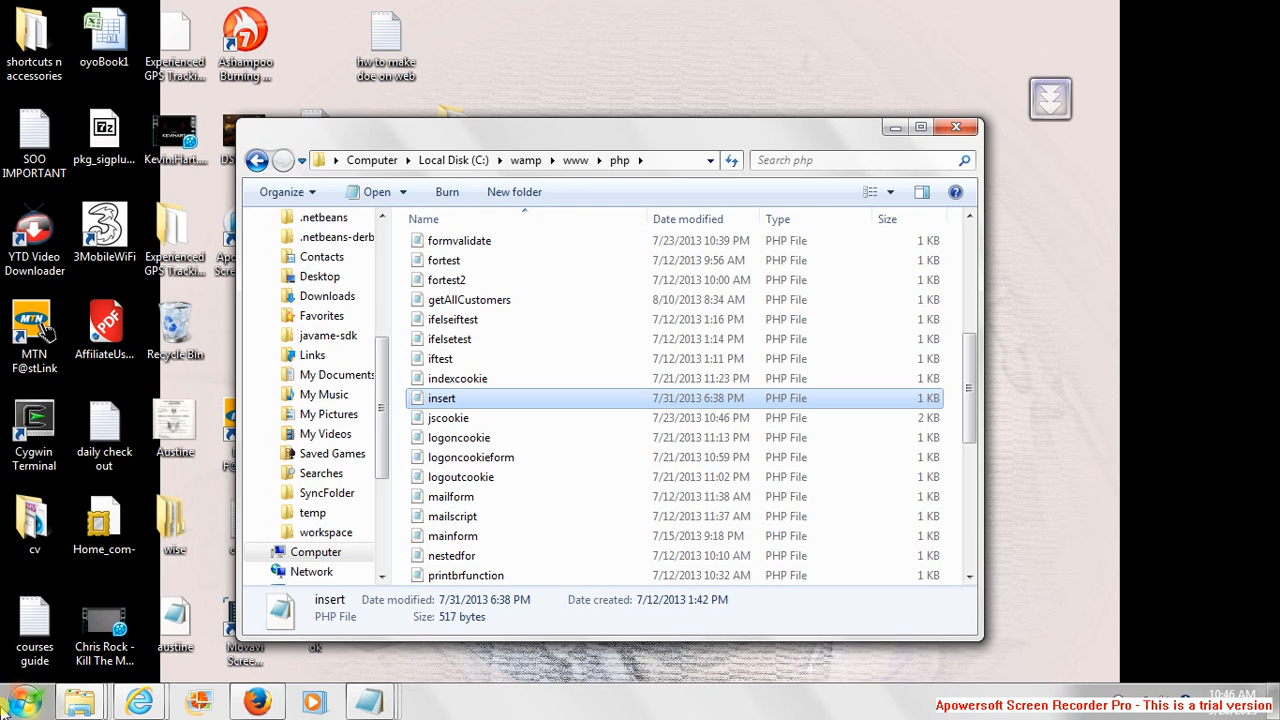 shortcuts n
accessories
oyoBook1
Experienced
GPS Tracki...
Ashampoo
Burning ...
hw to make
doe on web
SOO
IMPORTANT
pkg_sigplu...
Kevin.Hart....
YTD Video
Downloader
3MobileWiFi
Experienced
GPS Tracki...
MTN
F@stLink
AffiliateUs...
Recycle Bin
Cygwin
Terminal
daily check
out
Austine
cv
Home_com-
wise
courses
guide
Chris Rock -
Kill The M...
austine
Movavi
Scree...
ok
Computer
Local Disk (C:)
wamp
www
php
Search php
Organize
Open
Burn
New folder
.netbeans
.netbeans-derb
Contacts
Desktop
Downloads
Favorites
javame-sdk
Links
My Documents
My Music
My Pictures
My Videos
Saved Games
Searches
SyncFolder
temp
workspace
Computer
Network
Name Date modified Type Size
formvalidate 7/23/2013 10:39 PM PHP File 1 KB
fortest 7/12/2013 9:56 AM PHP File 1 KB
fortest2 7/12/2013 10:00 AM PHP File 1 KB
getAllCustomers 8/10/2013 8:34 AM PHP File 1 KB
ifelseiftest 7/12/2013 1:16 PM PHP File 1 KB
ifelsetest 7/12/2013 1:14 PM PHP File 1 KB
iftest 7/12/2013 1:11 PM PHP File 1 KB
indexcookie 7/21/2013 11:23 PM PHP File 1 KB
insert 7/31/2013 6:38 PM PHP File 1 KB
jscookie 7/23/2013 10:46 PM PHP File 2 KB
logoncookie 7/21/2013 11:13 PM PHP File 1 KB
logoncookieform 7/21/2013 10:59 PM PHP File 1 KB
logoutcookie 7/21/2013 11:02 PM PHP File 1 KB
mailform 7/12/2013 11:38 AM PHP File 1 KB
mailscript 7/12/2013 11:37 AM PHP File 1 KB
mainform 7/15/2013 9:18 PM PHP File 1 KB
nestedfor 7/12/2013 10:10 AM PHP File 1 KB
printbrfunction 7/12/2013 10:32 AM PHP File 1 KB
insert Date modified: 7/31/2013 6:38 PM Date created: 7/12/2013 1:42 PM
PHP File Size: 517 bytes
10:46 AM
Apowersoft Screen Recorder Pro - This is a trial version